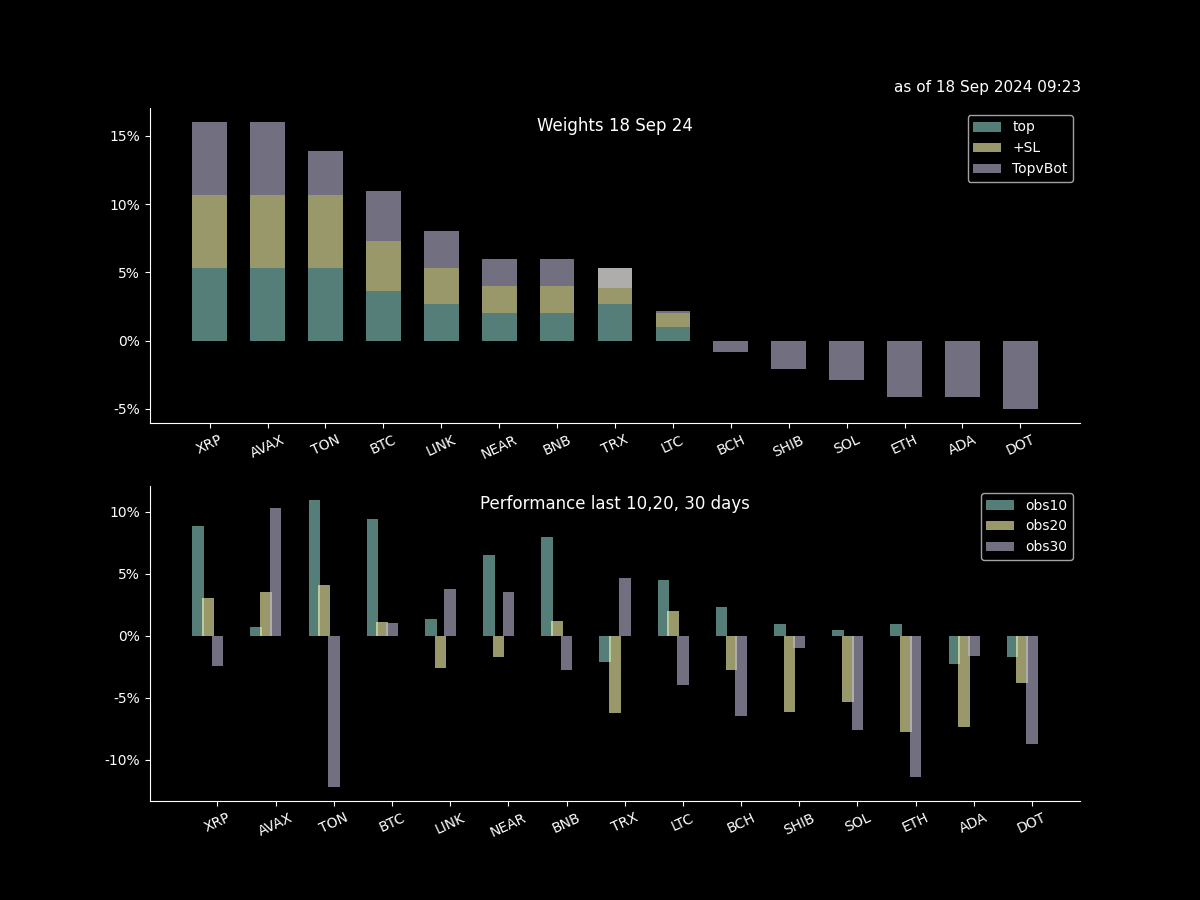 as of 18 Sep 2024 09:23
Weights 18 Sep 24
top
+SL
TopvBot
15%
10%
5%
0%
-5%
XRP AVAX TON BTC LINK NEAR BNB TRX LTC BCH SHIB SOL ETH ADA DOT
Performance last 10,20, 30 days
obs10
obs20
obs30
10%
5%
0%
-5%
-10%
XRP AVAX TON BTC LINK NEAR BNB TRX LTC BCH SHIB SOL ETH ADA DOT